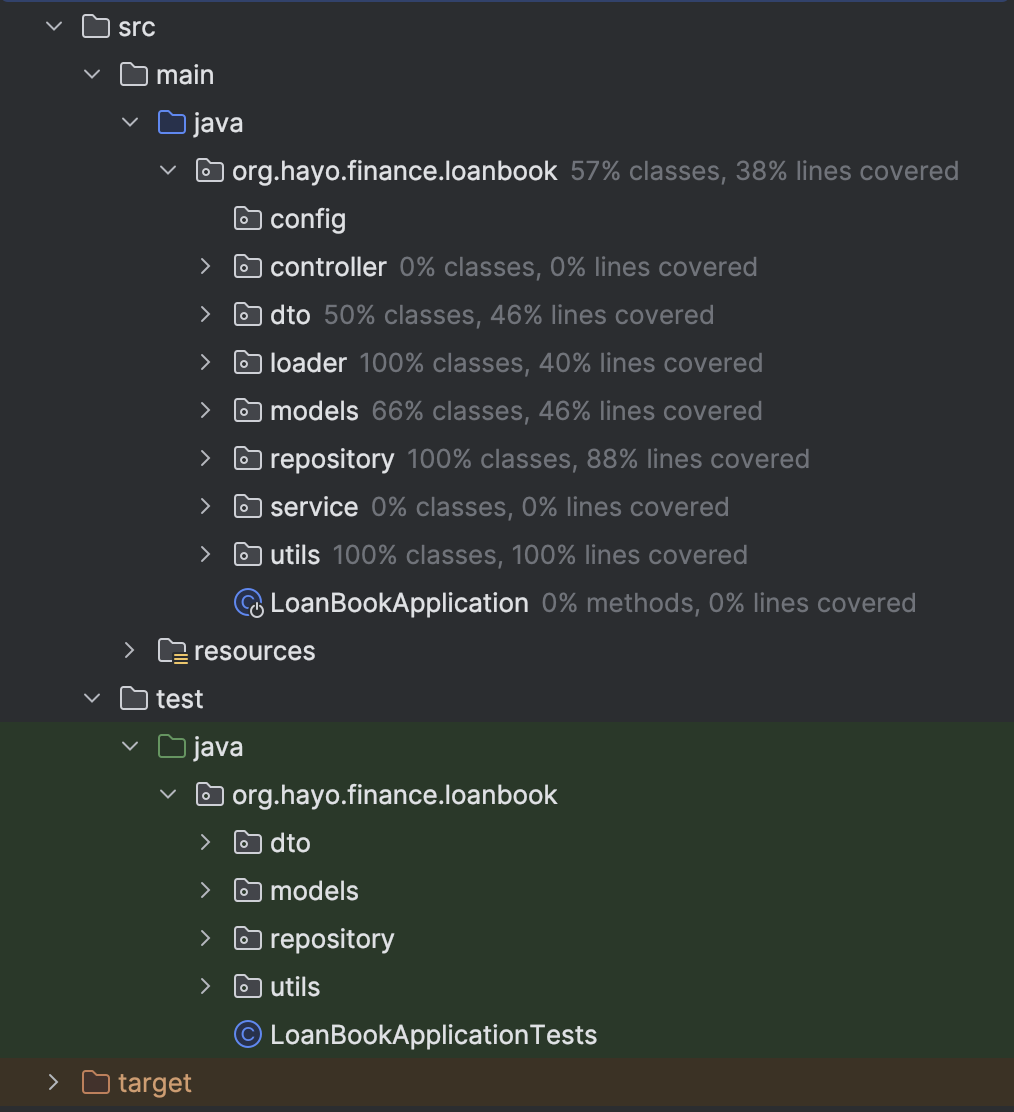 src
main
java
org.hayo.finance.loanbook 57% classes, 38% lines covered
config
controller 0% classes, 0% lines covered
dto 50% classes, 46% lines covered
loader 100% classes, 40% lines covered
models 66% classes, 46% lines covered
repository 100% classes, 88% lines covered
service 0% classes, 0% lines covered
utils 100% classes, 100% lines covered
LoanBookApplication 0% methods, 0% lines covered
resources
test
java
org.hayo.finance.loanbook
dto
models
repository
utils
LoanBookApplicationTests
target